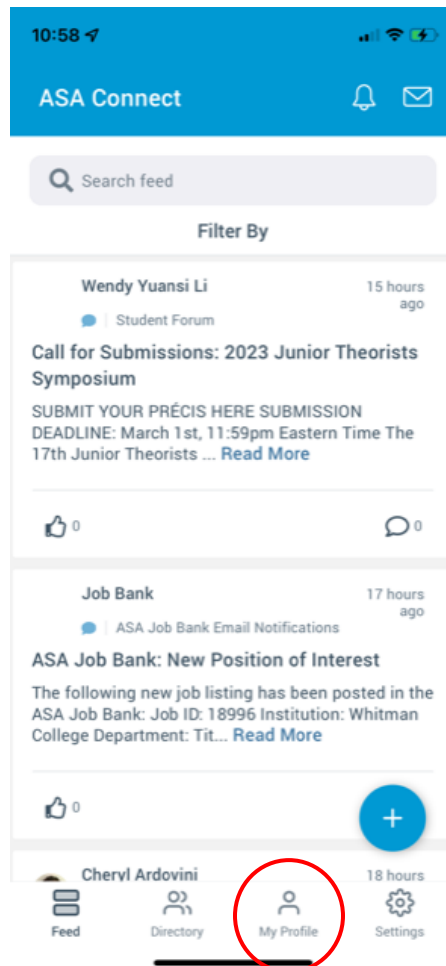 10:58
ASA Connect
Search feed
Filter By
Wendy Yuansi Li
15 hours
ago
Student Forum
Call for Submissions: 2023 Junior Theorists
Symposium
SUBMIT YOUR PRÉCIS HERE SUBMISSION
DEADLINE: March 1st, 11:59pm Eastern Time The
17th Junior Theorists ... Read More
0
0
Job Bank
17 hours
ago
ASA Job Bank Email Notifications
ASA Job Bank: New Position of Interest
The following new job listing has been posted in the
ASA Job Bank: Job ID: 18996 Institution: Whitman
College Department: Tit... Read More
0
Cheryl Ardovini
18 hours
Feed
Directory
My Profile
Settings